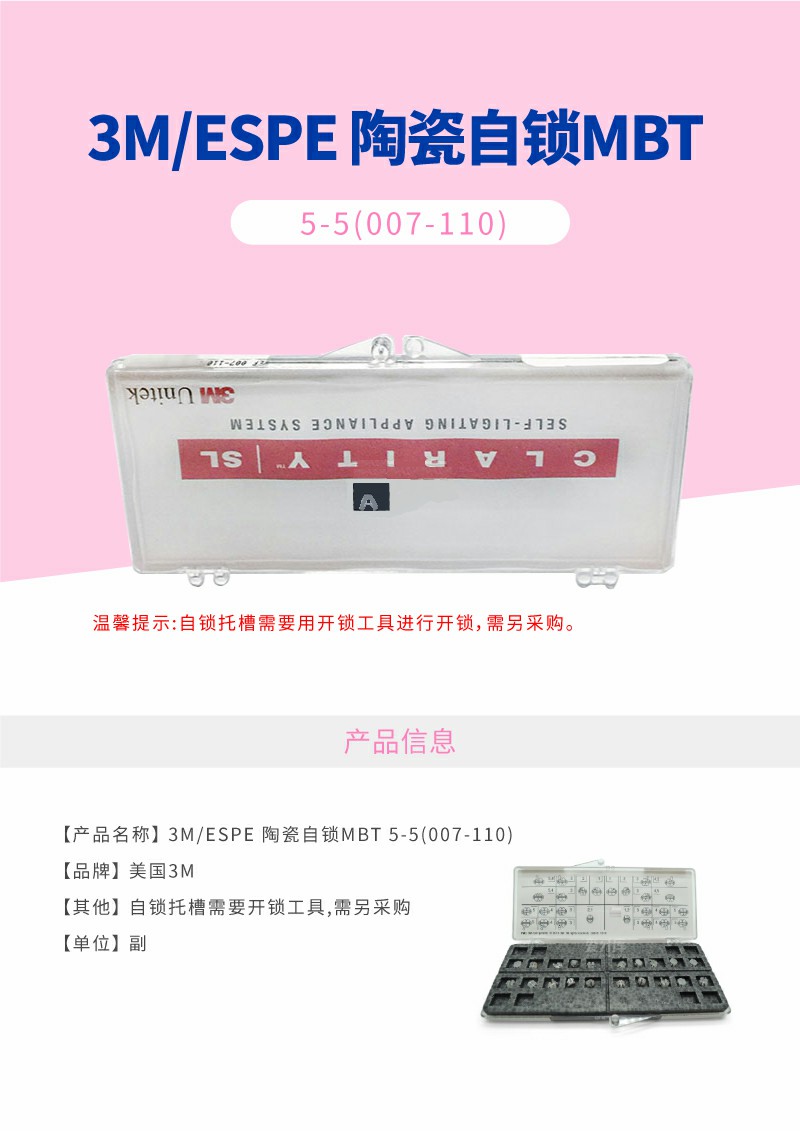 3M/ESPE 陶瓷自锁MBT
5-5(007-110)
SELF 007-110
3M Unitek
SELF-LIGATING APPLIANCE SYSTEM
CLARITY™ | SL
A
温馨提示:自锁托槽需要用开锁工具进行开锁,需另采购。
产品信息
【产品名称】 3M/ESPE 陶瓷自锁MBT 5-5(007-110)
【品牌】 美国3M
【其他】 自锁托槽需要开锁工具,需另采购
【单位】 副